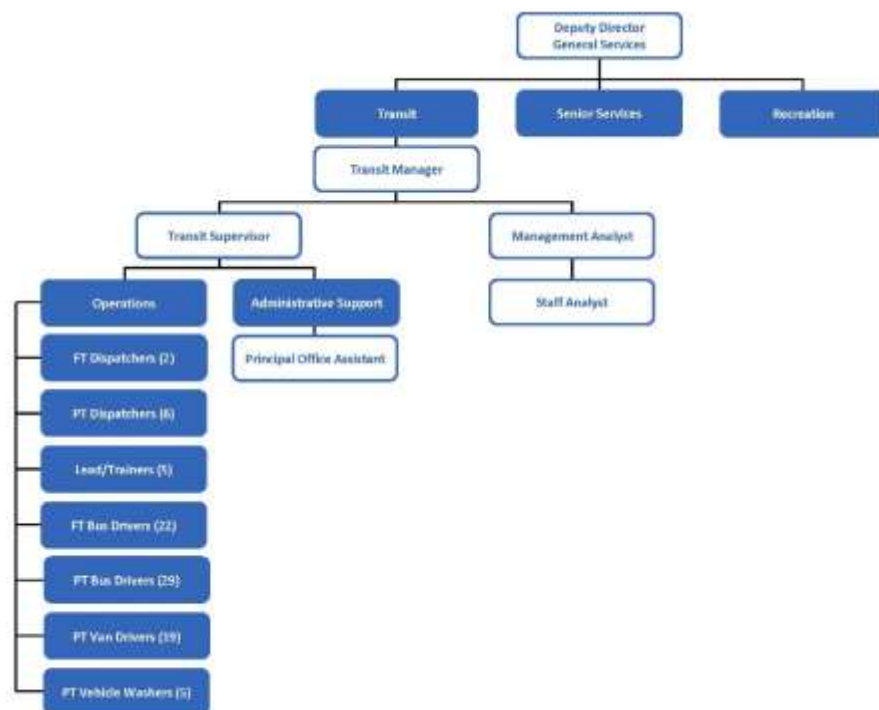 Deputy Director
General Services
Transit
Senior Services
Recreation
Transit Manager
Transit Supervisor
Management Analyst
Operations
Administrative Support
Staff Analyst
FT Dispatchers (2)
Principal Office Assistant
PT Dispatchers (6)
Lead/Trainers (5)
FT Bus Drivers (22)
PT Bus Drivers (29)
PT Van Drivers (19)
PT Vehicle Washers (5)